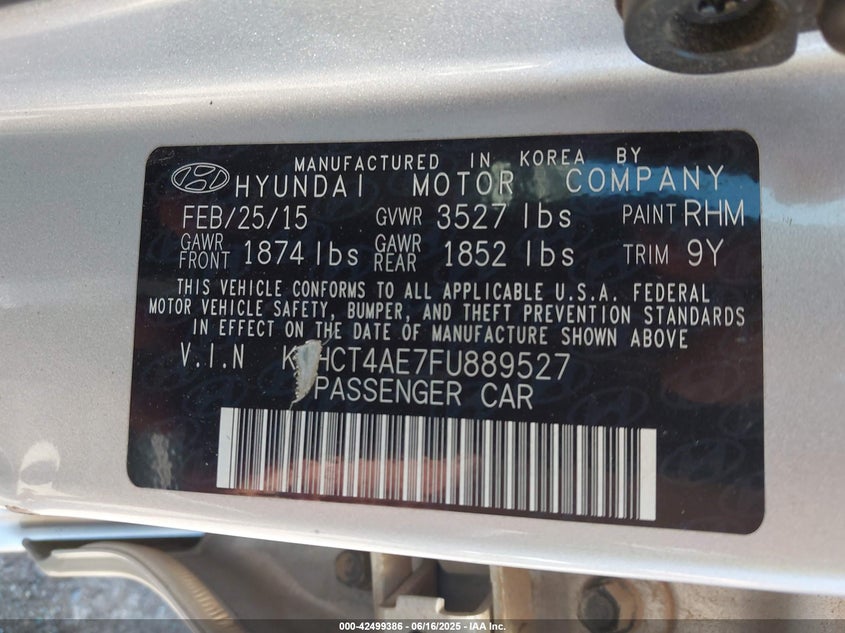 MANUFACTURED IN KOREA BY
HYUNDAI MOTOR COMPANY
FEB/25/15 GVWR 3527 lbs PAINT RHM
GAWR FRONT 1874 lbs GAWR REAR 1852 lbs TRIM 9Y
THIS VEHICLE CONFORMS TO ALL APPLICABLE U.S.A. FEDERAL
MOTOR VEHICLE SAFETY, BUMPER, AND THEFT PREVENTION STANDARDS
IN EFFECT ON THE DATE OF MANUFACTURE SHOWN ABOVE
V.I.N
PASSENGER CAR
000-42499386 - 06/16/2025 - IAA Inc.